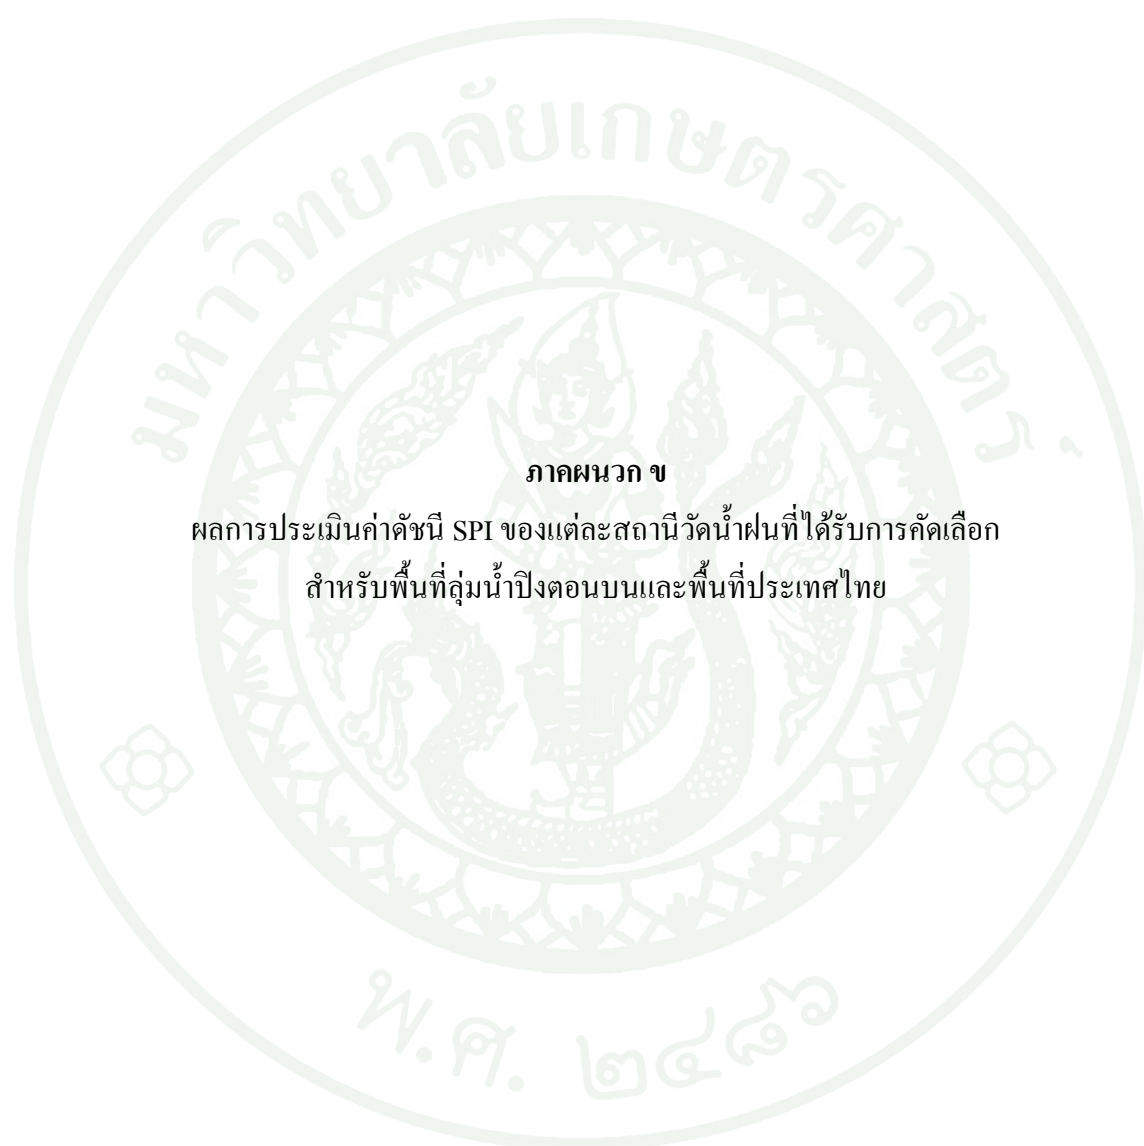 มหาวิทยาลัยเกษตรศาสตร์
ภาคผนวก ข
ผลการประเมินค่าดัชนี SPI ของแต่ละสถานีวัดน้ำฝนที่ได้รับการคัดเลือก
สำหรับพื้นที่ลุ่มน้ำปิงตอนบนและพื้นที่ประเทศไทย
พ.ศ. ๒๔๘๖